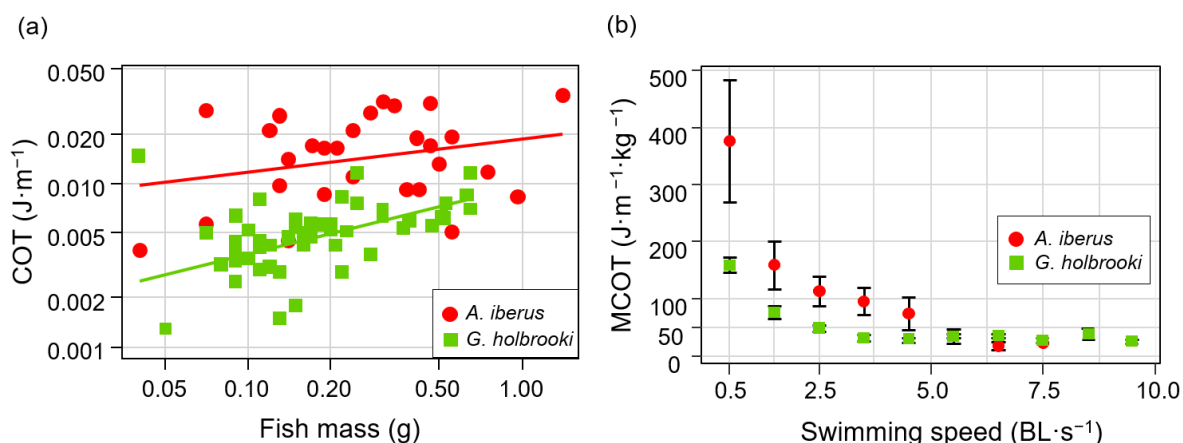 (a)
COT (J·m⁻¹)
0.050
0.020
0.010
0.005
0.002
0.001
0.05 0.10 0.20 0.50 1.00
Fish mass (g)
A. iberus
G. holbrooki
(b)
MCOT (J·m⁻¹·kg⁻¹)
500
400
300
200
100
50
0
0.5 2.5 5.0 7.5 10.0
Swimming speed (BL·s⁻¹)
A. iberus
G. holbrooki